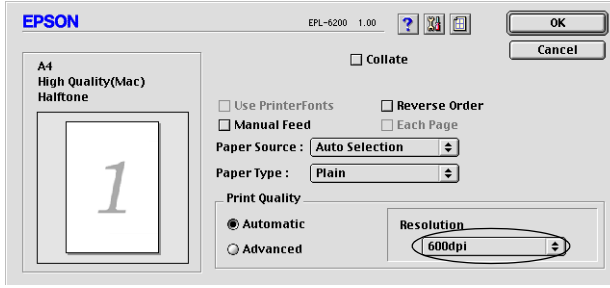 EPSON
EPL-6200 1.00
OK
Cancel
Collate
A4
High Quality(Mac)
Halftone
1
Use PrinterFonts
Reverse Order
Manual Feed
Each Page
Paper Source : Auto Selection
Paper Type : Plain
Print Quality
Automatic
Advanced
Resolution
600dpi